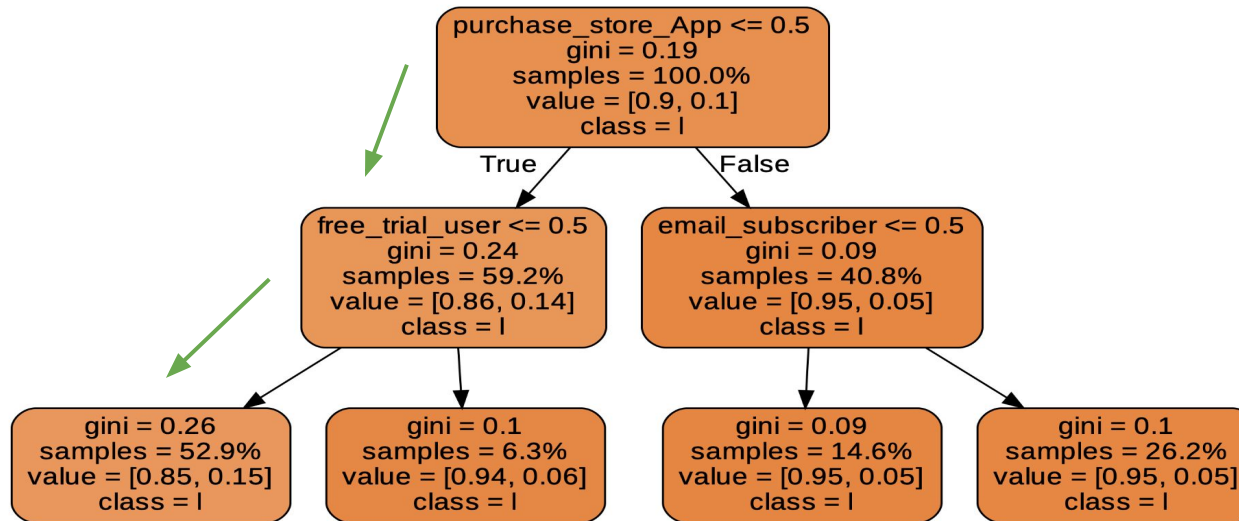 purchase_store_App <= 0.5
gini = 0.19
samples = 100.0%
value = [0.9, 0.1]
class = l
True
False
free_trial_user <= 0.5
gini = 0.24
samples = 59.2%
value = [0.86, 0.14]
class = l
email_subscriber <= 0.5
gini = 0.09
samples = 40.8%
value = [0.95, 0.05]
class = l
gini = 0.26
samples = 52.9%
value = [0.85, 0.15]
class = l
gini = 0.1
samples = 6.3%
value = [0.94, 0.06]
class = l
gini = 0.09
samples = 14.6%
value = [0.95, 0.05]
class = l
gini = 0.1
samples = 26.2%
value = [0.95, 0.05]
class = l